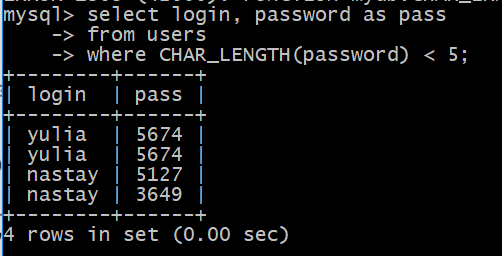 mysql> select login, password as pass
    -> from users
    -> where CHAR_LENGTH(password) < 5;
+--------+------+
| login  | pass |
+--------+------+
| yulia  | 5674 |
| yulia  | 5674 |
| nastay | 5127 |
| nastay | 3649 |
+--------+------+
4 rows in set (0.00 sec)